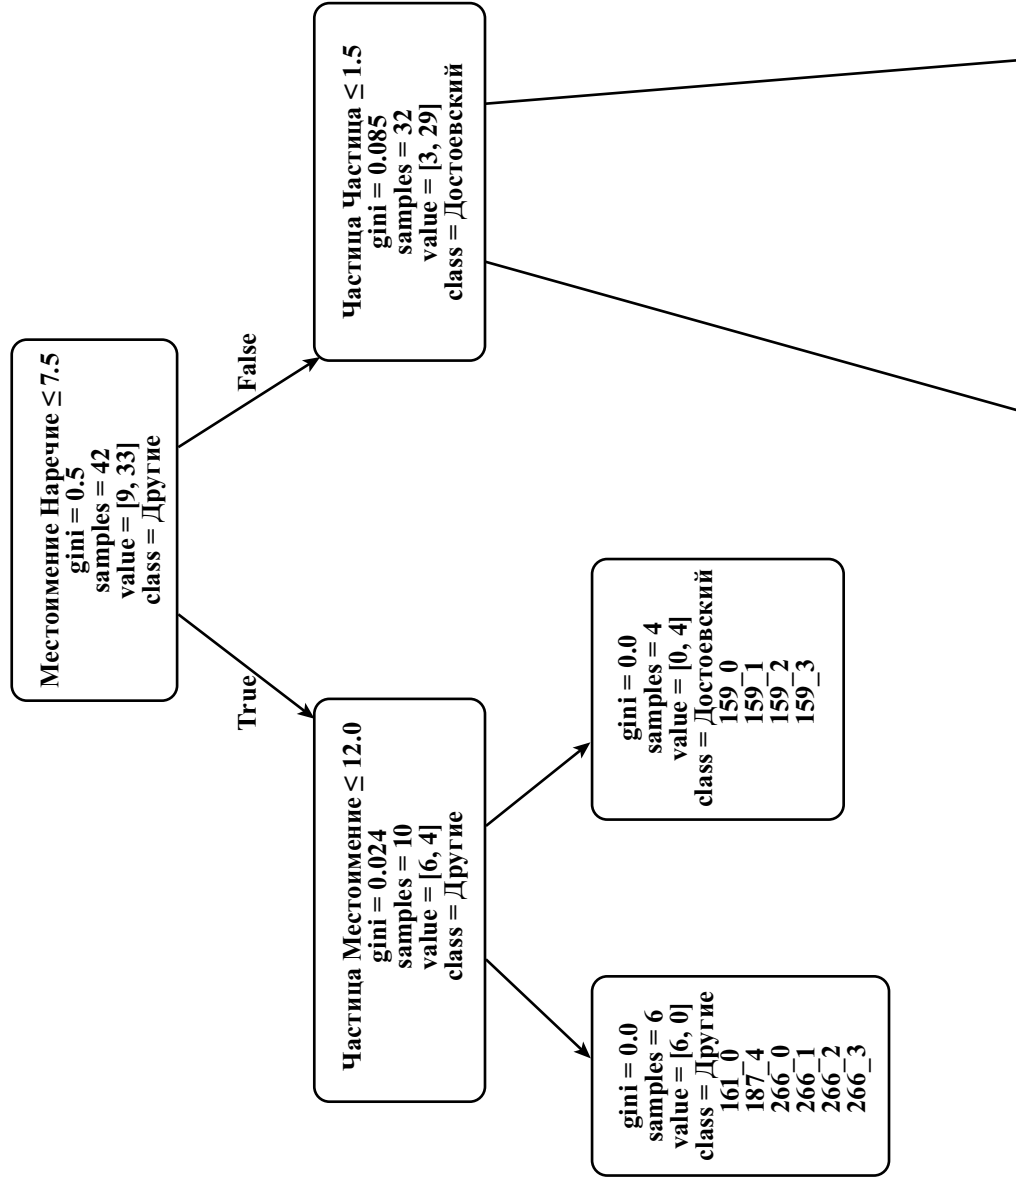 Местоимение Наречие ≤ 7.5
gini = 0.5
samples = 42
value = [9, 33]
class = Другие
True
False
Частица Местоимение ≤ 12.0
gini = 0.024
samples = 10
value = [6, 4]
class = Другие
Частица Частица ≤ 1.5
gini = 0.085
samples = 32
value = [3, 29]
class = Достоевский
gini = 0.0
samples = 6
value = [6, 0]
class = Другие
161_0
187_4
266_0
266_1
266_2
266_3
gini = 0.0
samples = 4
value = [0, 4]
class = Достоевский
159_0
159_1
159_2
159_3